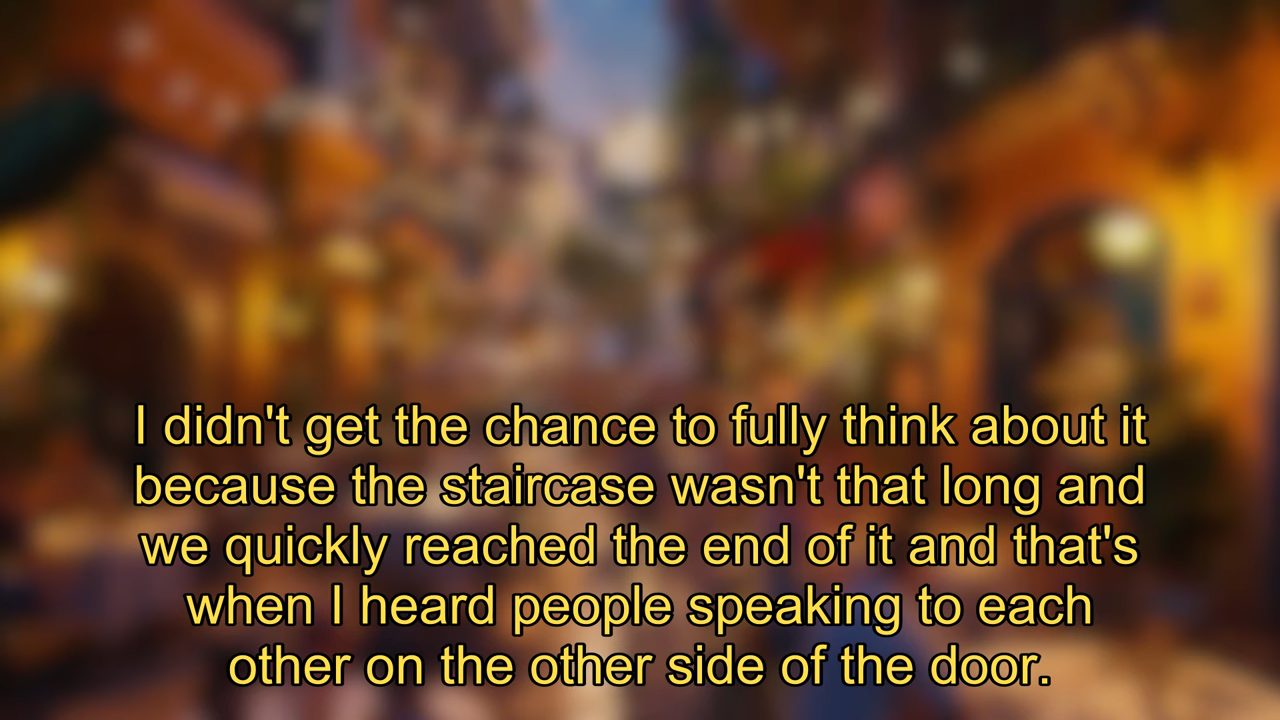 I didn't get the chance to fully think about it
because the staircase wasn't that long and
we quickly reached the end of it and that's
when I heard people speaking to each
other on the other side of the door.